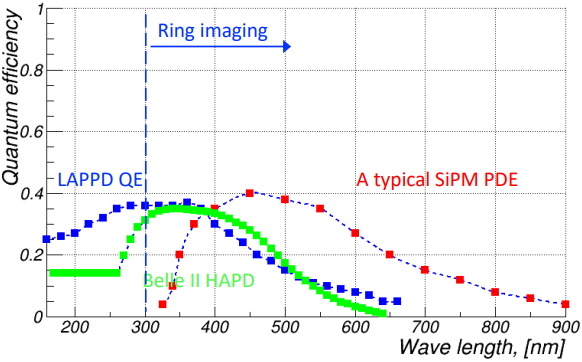 Quantum efficiency
1
0.8
0.6
0.4
0.2
0
Ring imaging
LAPPD QE
A typical SiPM PDE
Belle II HAPD
200 300 400 500 600 700 800 900
Wave length, [nm]